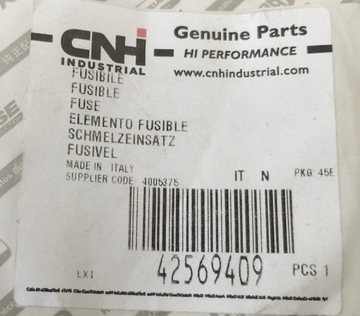 CNH
INDUSTRIAL
Genuine Parts
HI PERFORMANCE
www.cnhindustrial.com
FUSIBILE
FUSIBLE
FUSE
ELEMENTO FUSIBLE
SCHMELZEINSATZ
FUSIVEL
MADE IN ITALY
SUPPLIER CODE 4005375
IT N
PKG: 45E
LXI
42569409
PCS 1